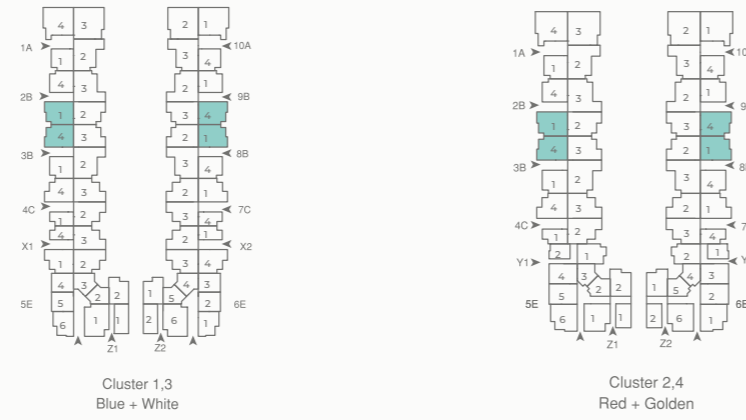 4 3
1A
1 2
4 3
2B
1 2
4 3
3B
1 2
4 3
4C
1 2
4 3
X1
1 2
4 3 2 2
5E 5
6 1 1
Z1
2 1
10A
3 4
2 1
9B
3 4
2 1
8B
3 4
2 1
7C
3 4
2 1
X2
3 4
1 5 4 3
2 6E
2 6 1
Z2
Cluster 1,3
Blue + White
4 3
1A
1 2
4 3
2B
1 2
4 3
3B
1 2
4 3
4C
1 2
2 1
Y1
4 3 2 2
5E 5
6 1 1
Z1
2 1
10
3 4
2 1
9
3 4
2 1
8
3 4
2 1
7
3 4
2 1
Y
1 5 4 3
2 6E
2 6 1
Z2
Cluster 2,4
Red + Golden